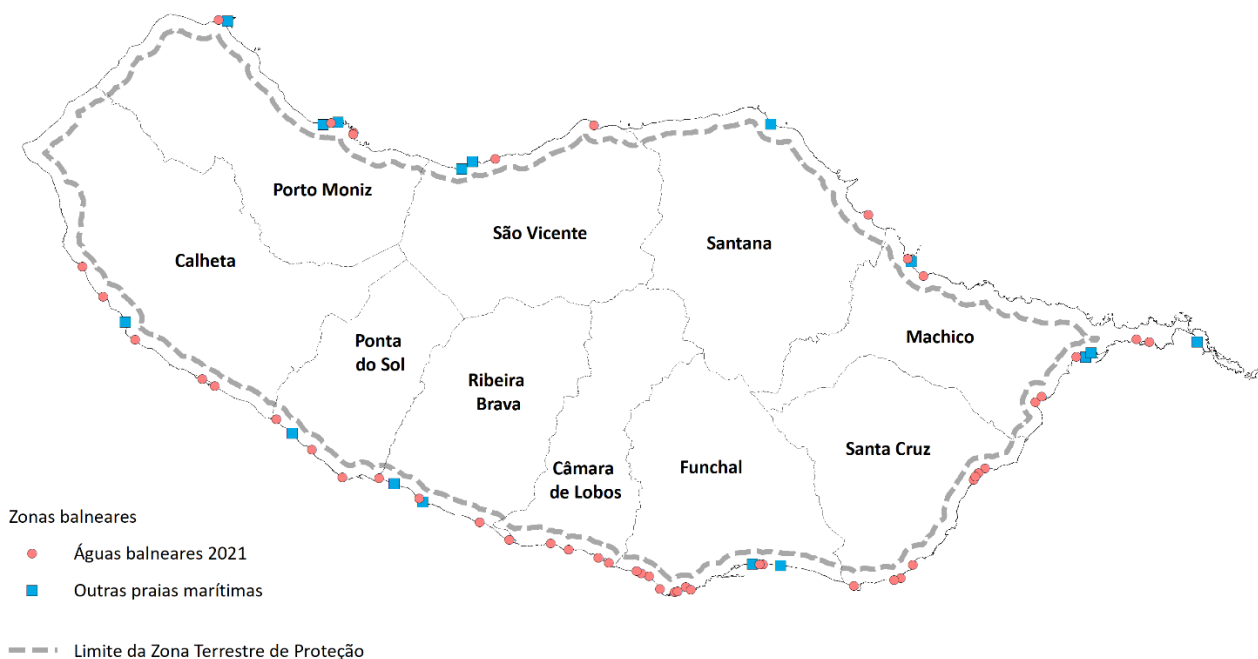 Porto Moniz
São Vicente
Santana
Calheta
Machico
Ponta
do Sol
Ribeira
Brava
Santa Cruz
Câmara
de Lobos
Funchal
Zonas balneares
Águas balneares 2021
Outras praias marítimas
Limite da Zona Terrestre de Proteção